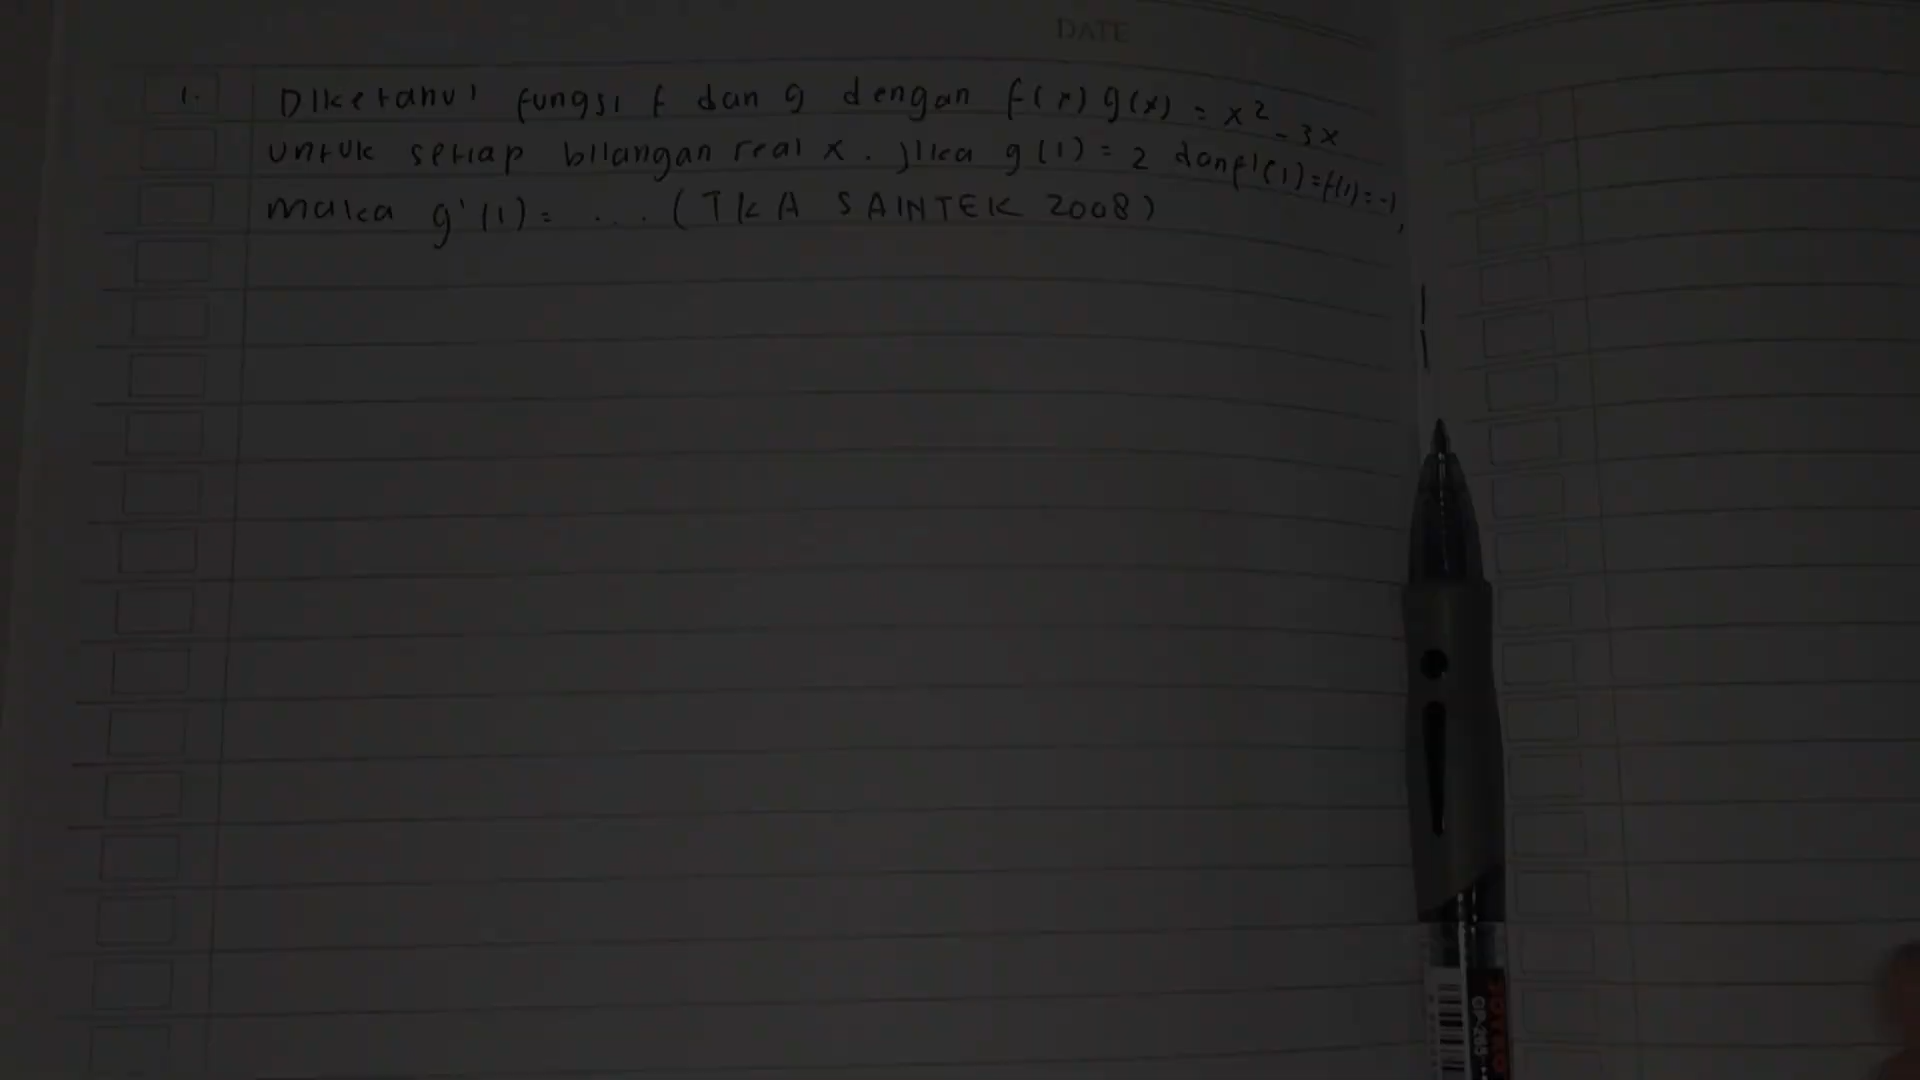 DATE
1. Diketahui fungsi f dan g dengan f(x) g(x) = x² - 3x
untuk setiap bilangan real x. Jika g(1) = 2 dan f'(1) = f(1) = -1,
maka g'(1) = ... (TKA SAINTEK 2008)